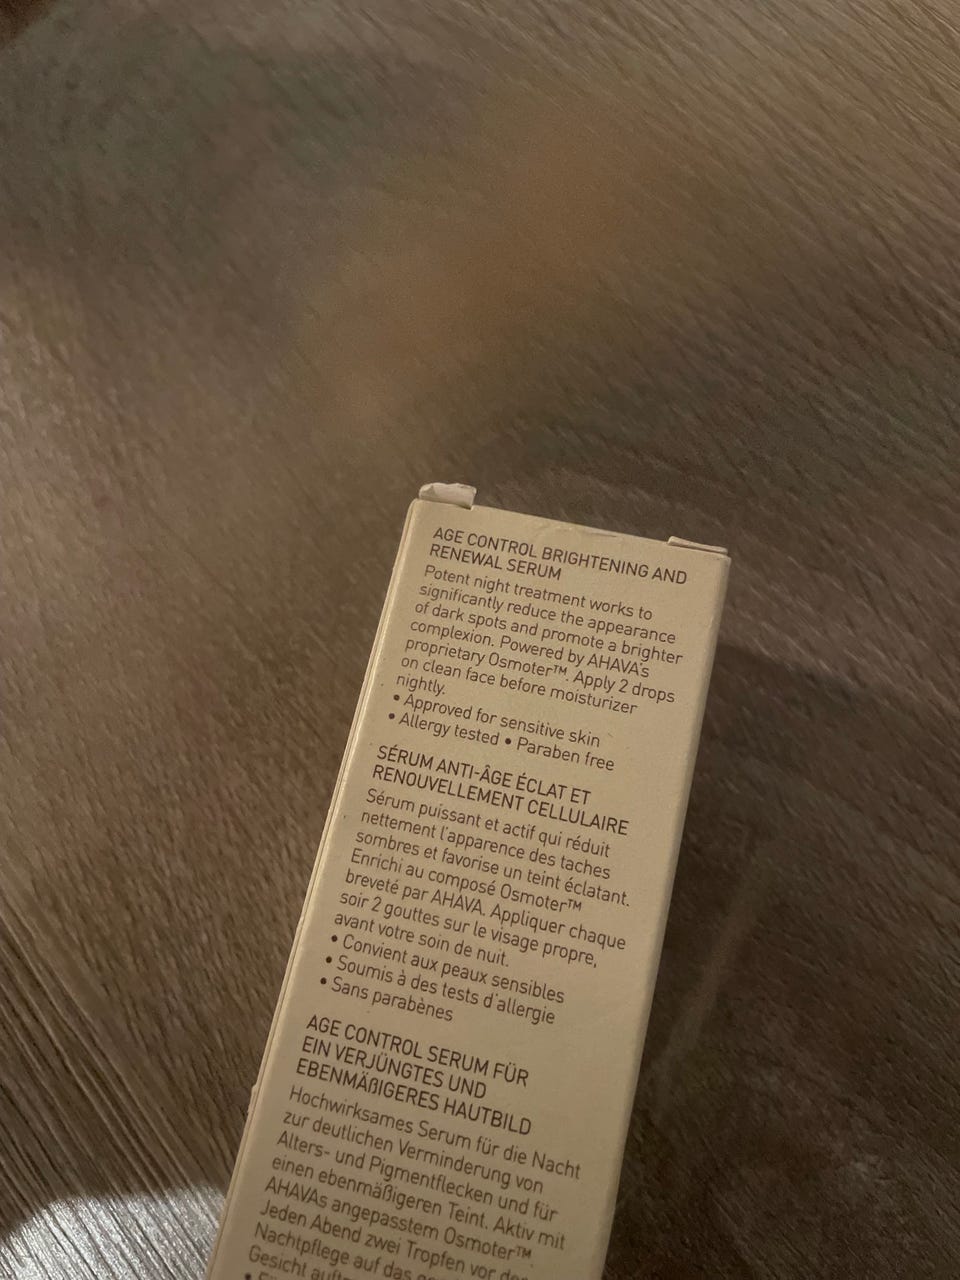 AGE CONTROL BRIGHTENING AND
RENEWAL SERUM
Potent night treatment works to
significantly reduce the appearance
of dark spots and promote a brighter
complexion. Powered by AHAVA's
proprietary Osmoter™. Apply 2 drops
on clean face before moisturizer
nightly.
• Approved for sensitive skin
• Allergy tested • Paraben free
SÉRUM ANTI-ÂGE ÉCLAT ET
RENOUVELLEMENT CELLULAIRE
Sérum puissant et actif qui réduit
nettement l'apparence des taches
sombres et favorise un teint éclatant.
Enrichi au composé Osmoter™
breveté par AHAVA. Appliquer chaque
soir 2 gouttes sur le visage propre,
avant votre soin de nuit.
• Convient aux peaux sensibles
• Soumis à des tests d'allergie
• Sans parabènes
AGE CONTROL SERUM FÜR
EIN VERJÜNGTES UND
EBENMÄßIGERES HAUTBILD
Hochwirksames Serum für die Nacht
zur deutlichen Verminderung von
Alters- und Pigmentflecken und für
einen ebenmäßigeren Teint. Aktiv mit
AHAVAs angepasstem Osmoter™
Jeden Abend zwei Tropfen vor der
Nachtpflege auf das
Gesicht